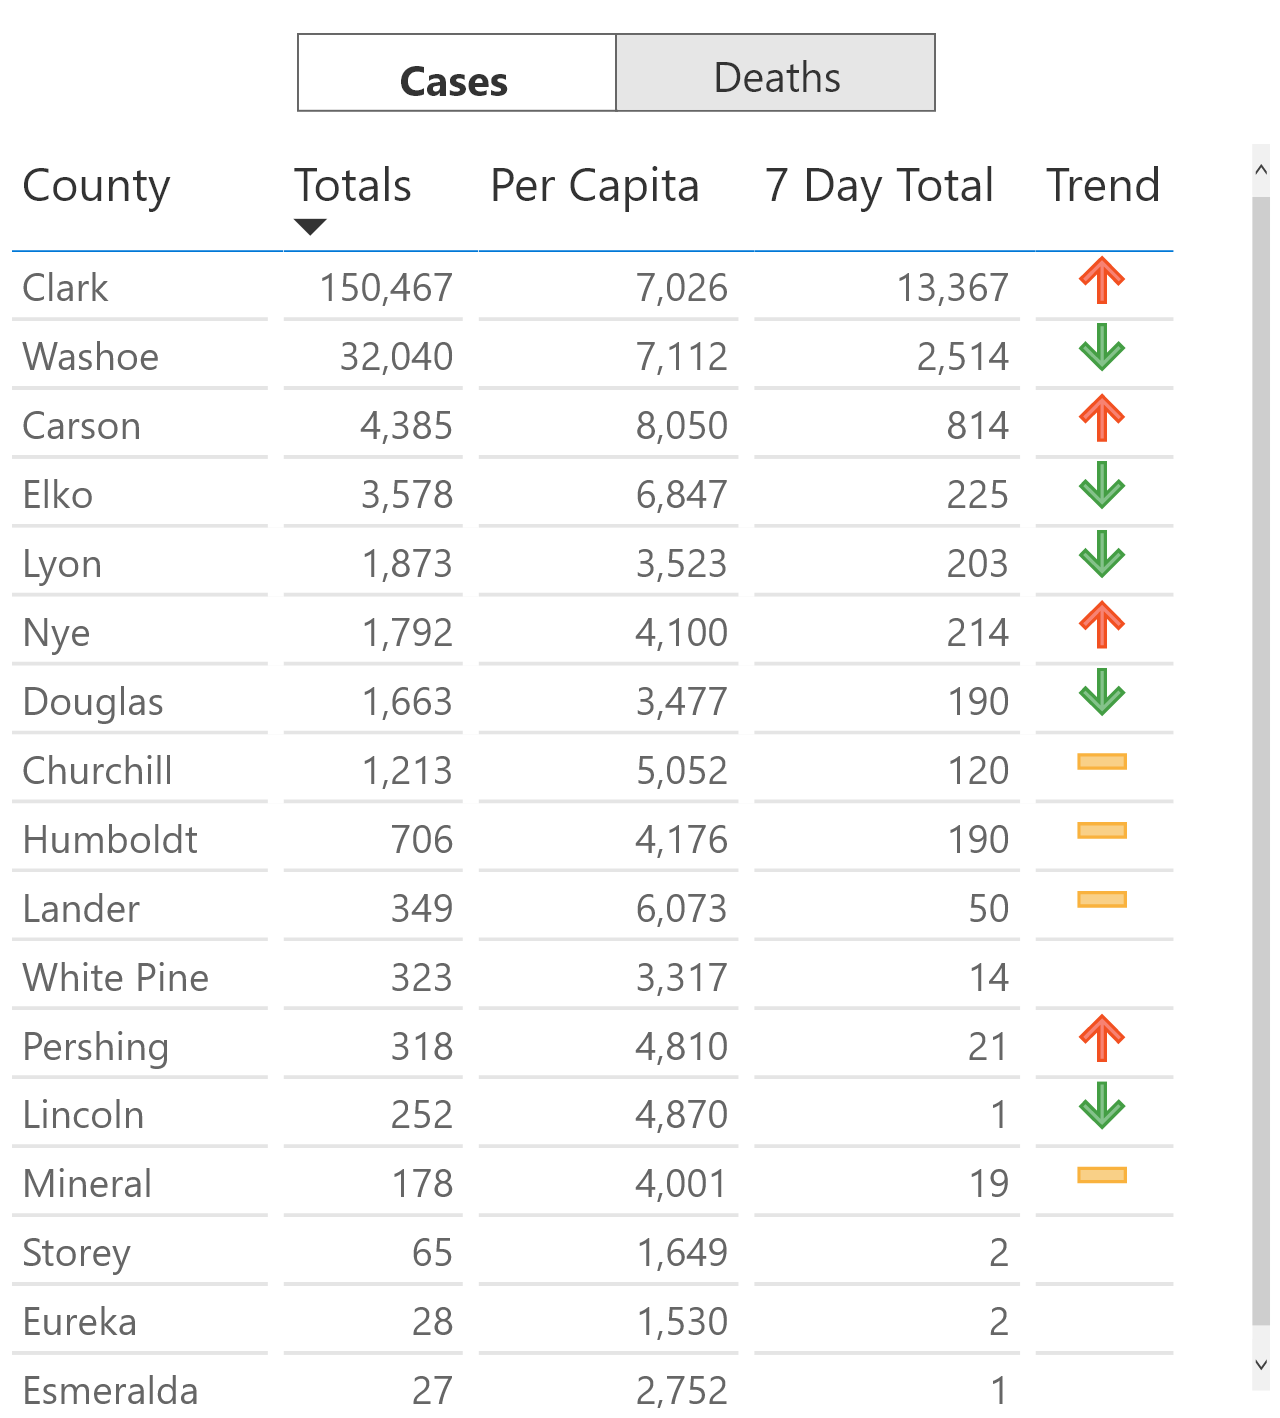 Cases Deaths
County Totals Per Capita 7 Day Total Trend
Clark 150,467 7,026 13,367
Washoe 32,040 7,112 2,514
Carson 4,385 8,050 814
Elko 3,578 6,847 225
Lyon 1,873 3,523 203
Nye 1,792 4,100 214
Douglas 1,663 3,477 190
Churchill 1,213 5,052 120
Humboldt 706 4,176 190
Lander 349 6,073 50
White Pine 323 3,317 14
Pershing 318 4,810 21
Lincoln 252 4,870 1
Mineral 178 4,001 19
Storey 65 1,649 2
Eureka 28 1,530 2
Esmeralda 27 2,752 1